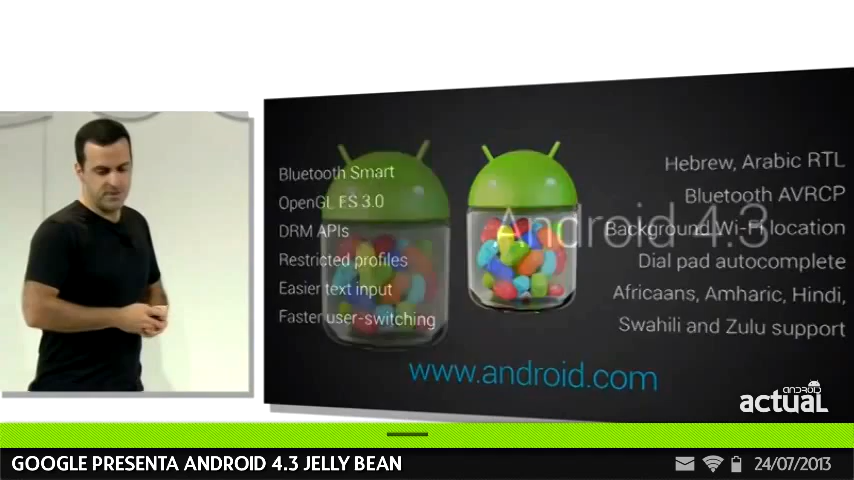 Bluetooth Smart
OpenGL ES 3.0
DRM APIs
Restricted profiles
Easier text input
Faster user-switching
Android 4.3
Hebrew, Arabic RTL
Bluetooth AVRCP
Background Wi-Fi location
Dial pad autocomplete
Africaans, Amharic, Hindi,
Swahili and Zulu support
www.android.com
ANDROID
actual
GOOGLE PRESENTA ANDROID 4.3 JELLY BEAN
24/07/2013